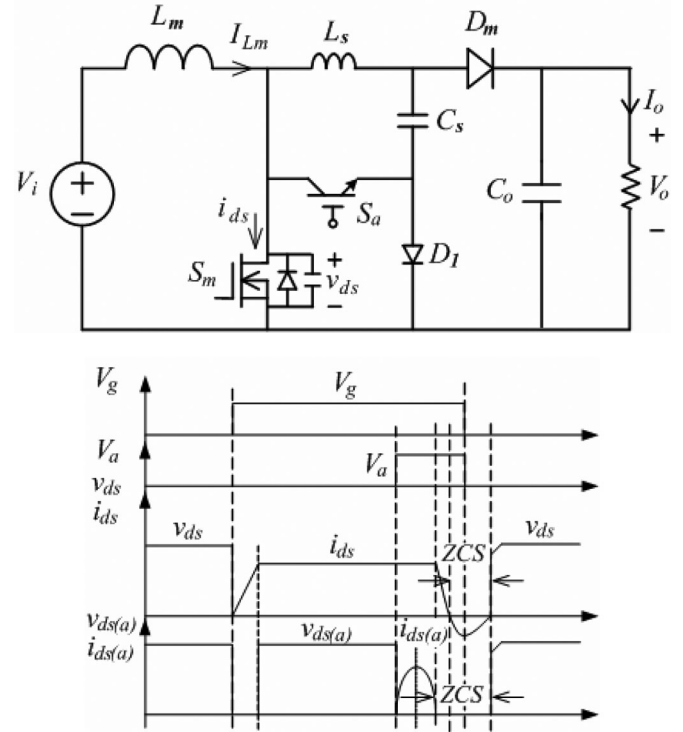 Lm ILm Ls Dm
Io
+
Cs
Vi + −
Co
Vo
ids
Sa
−
Sm
+
vds
−
D1
Vg
Vg
Va
Va
vds
ids
vds ids ZCS vds
vds(a)
ids(a)
vds(a) ids(a)
ZCS